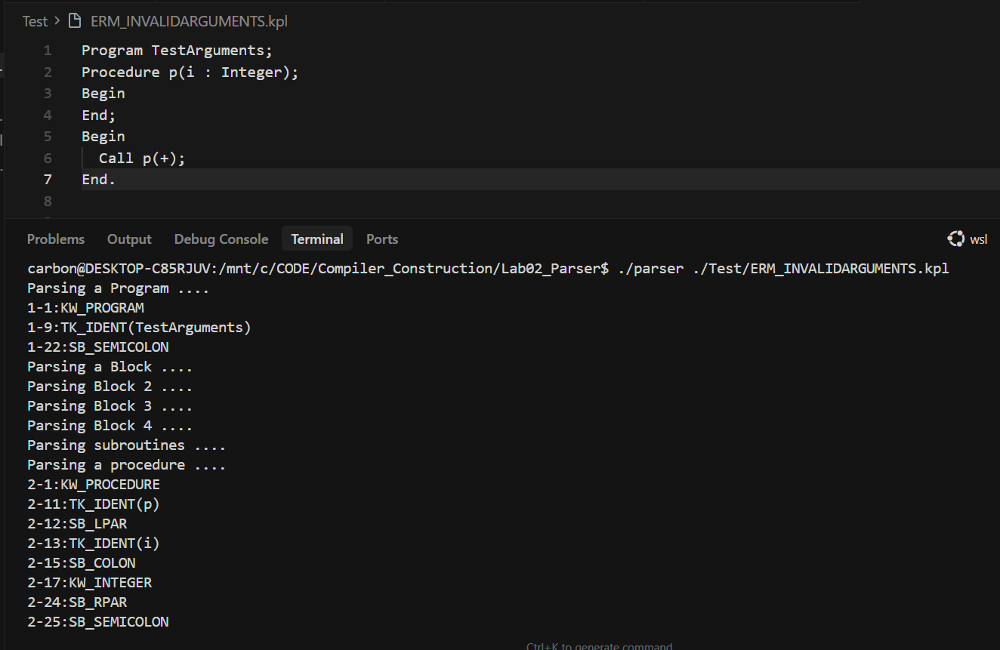 Test > ERM_INVALIDARGUMENTS.kpl
1 Program TestArguments;
2 Procedure p(i : Integer);
3 Begin
4 End;
5 Begin
6 Call p(+);
7 End.
8
Problems Output Debug Console Terminal Ports wsl
carbon@DESKTOP-C85RJUV:/mnt/c/CODE/Compiler_Construction/Lab02_Parser$ ./parser ./Test/ERM_INVALIDARGUMENTS.kpl
Parsing a Program ....
1-1:KW_PROGRAM
1-9:TK_IDENT(TestArguments)
1-22:SB_SEMICOLON
Parsing a Block ....
Parsing Block 2 ....
Parsing Block 3 ....
Parsing Block 4 ....
Parsing subroutines ....
Parsing a procedure ....
2-1:KW_PROCEDURE
2-11:TK_IDENT(p)
2-12:SB_LPAR
2-13:TK_IDENT(i)
2-15:SB_COLON
2-17:KW_INTEGER
2-24:SB_RPAR
2-25:SB_SEMICOLON
Ctrl+K to generate command